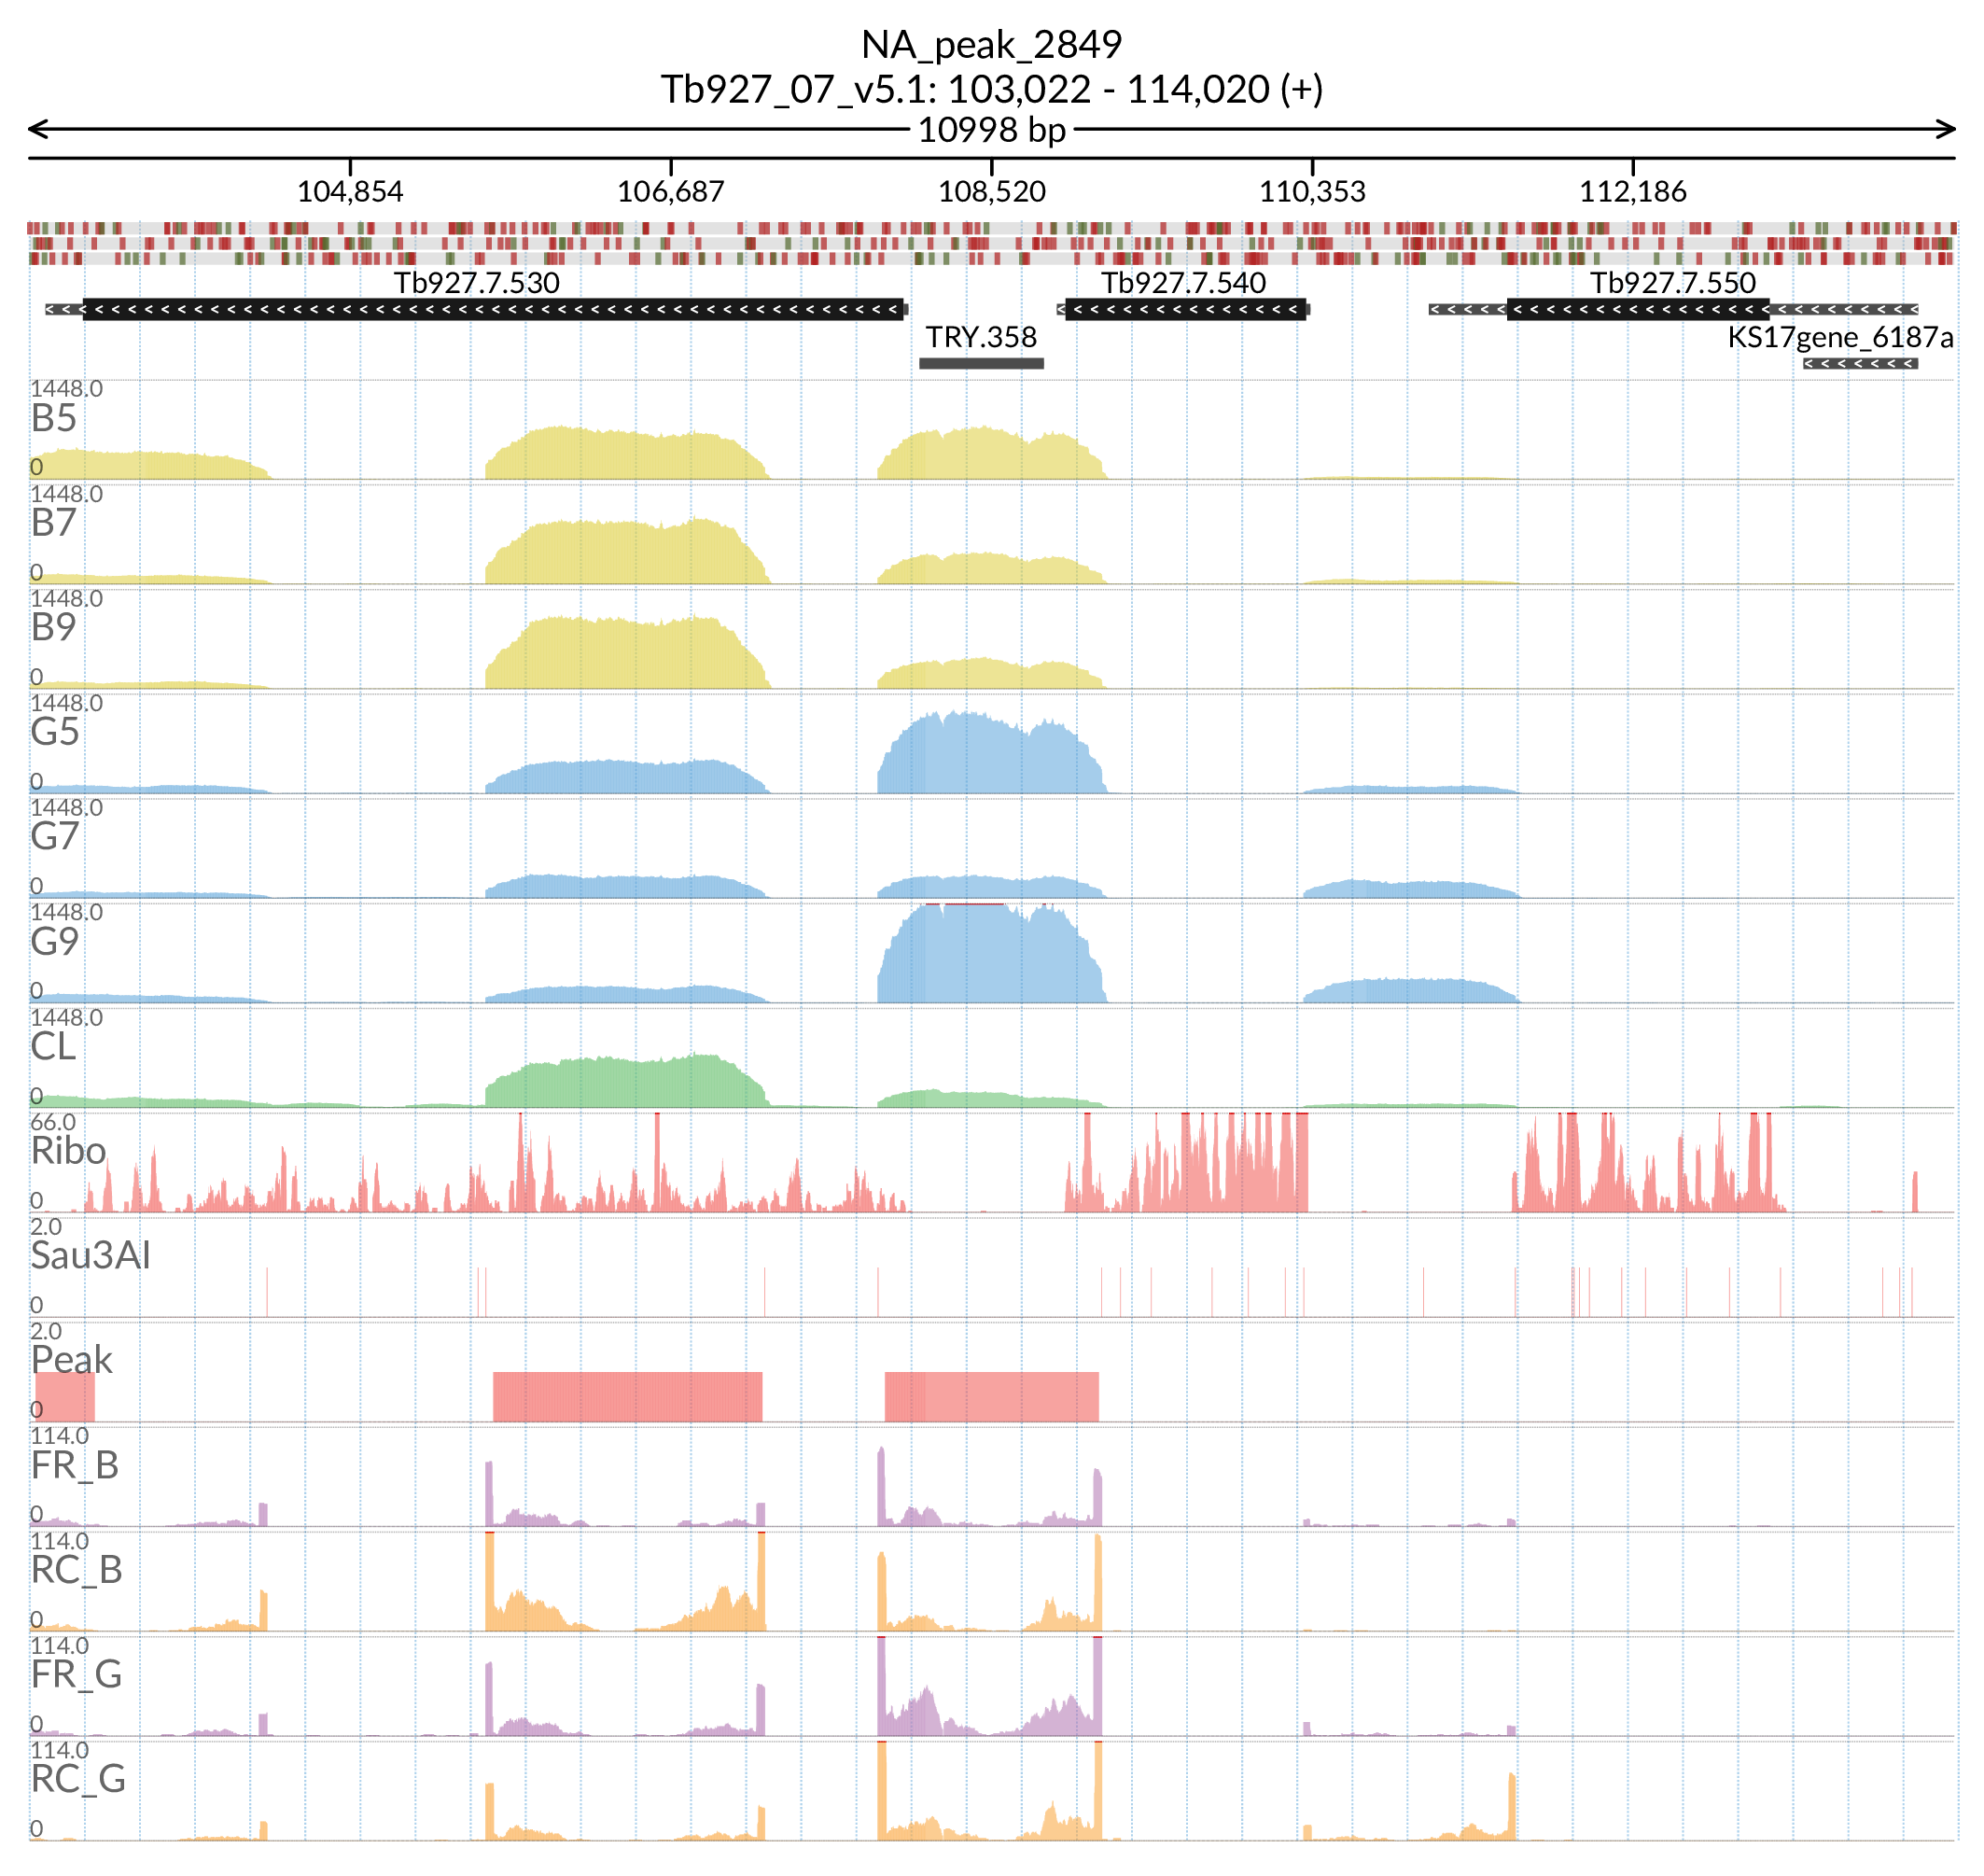 NA_peak_2849
Tb927_07_v5.1: 103,022 - 114,020 (+)
10998 bp
104,854 106,687 108,520 110,353 112,186
Tb927.7.530 Tb927.7.540 Tb927.7.550
TRY.358 KS17gene_6187a
1448.0
B5
0
1448.0
B7
0
1448.0
B9
0
1448.0
G5
0
1448.0
G7
0
1448.0
G9
0
1448.0
CL
0
66.0
Ribo
0
2.0
Sau3AI
0
2.0
Peak
0
114.0
FR_B
0
114.0
RC_B
0
114.0
FR_G
0
114.0
RC_G
0